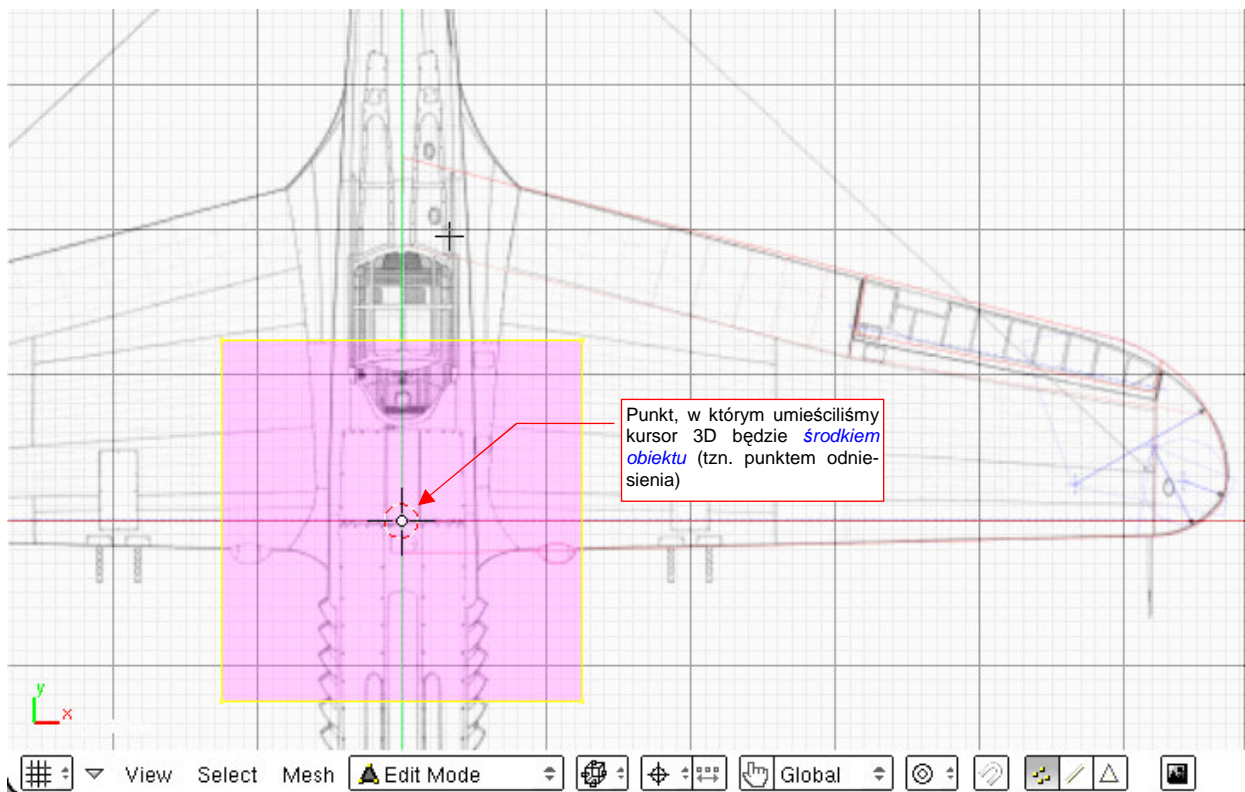 Punkt, w którym umieściliśmy
kursor 3D będzie środkiem
obiektu (tzn. punktem odnie-
sienia)
y
x
View Select Mesh Edit Mode Global